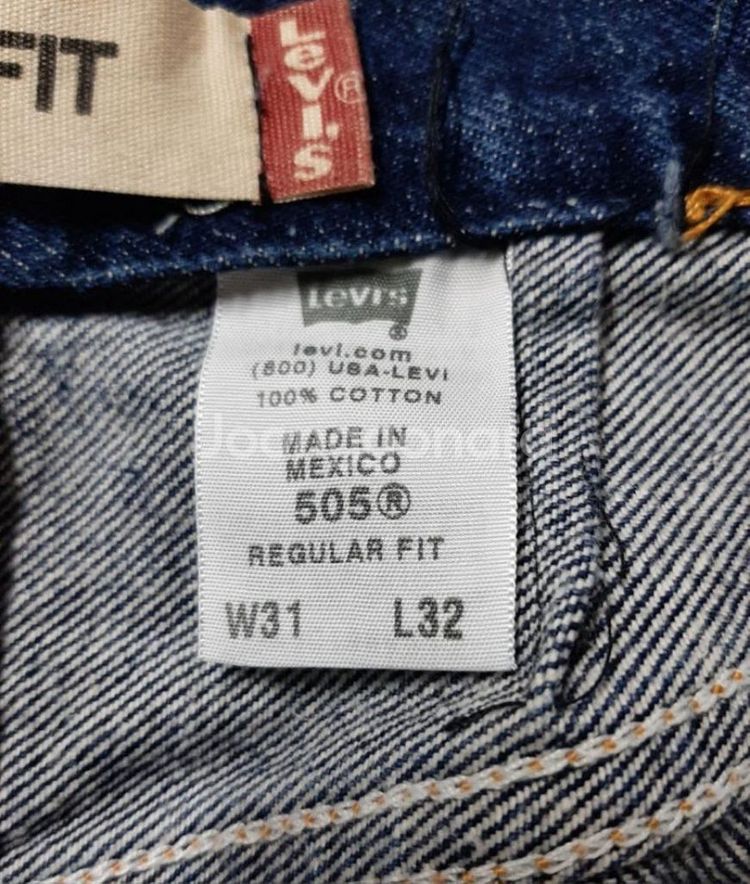 FIT
LEVI'S ®
Levi's
®
levi.com
(800) USA-LEVI
100% COTTON
MADE IN
MEXICO
505®
REGULAR FIT
W31 L32